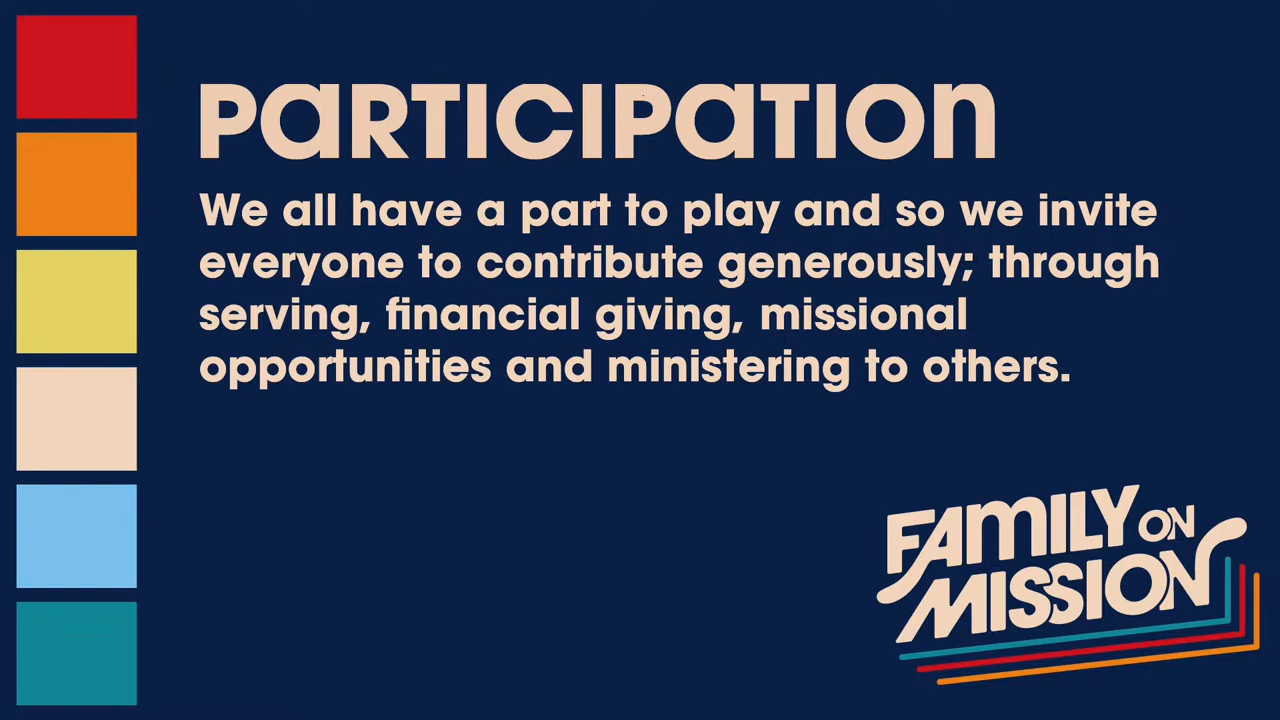 PARTICIPATION
We all have a part to play and so we invite
everyone to contribute generously; through
serving, financial giving, missional
opportunities and ministering to others.
FAMILY ON
MISSION